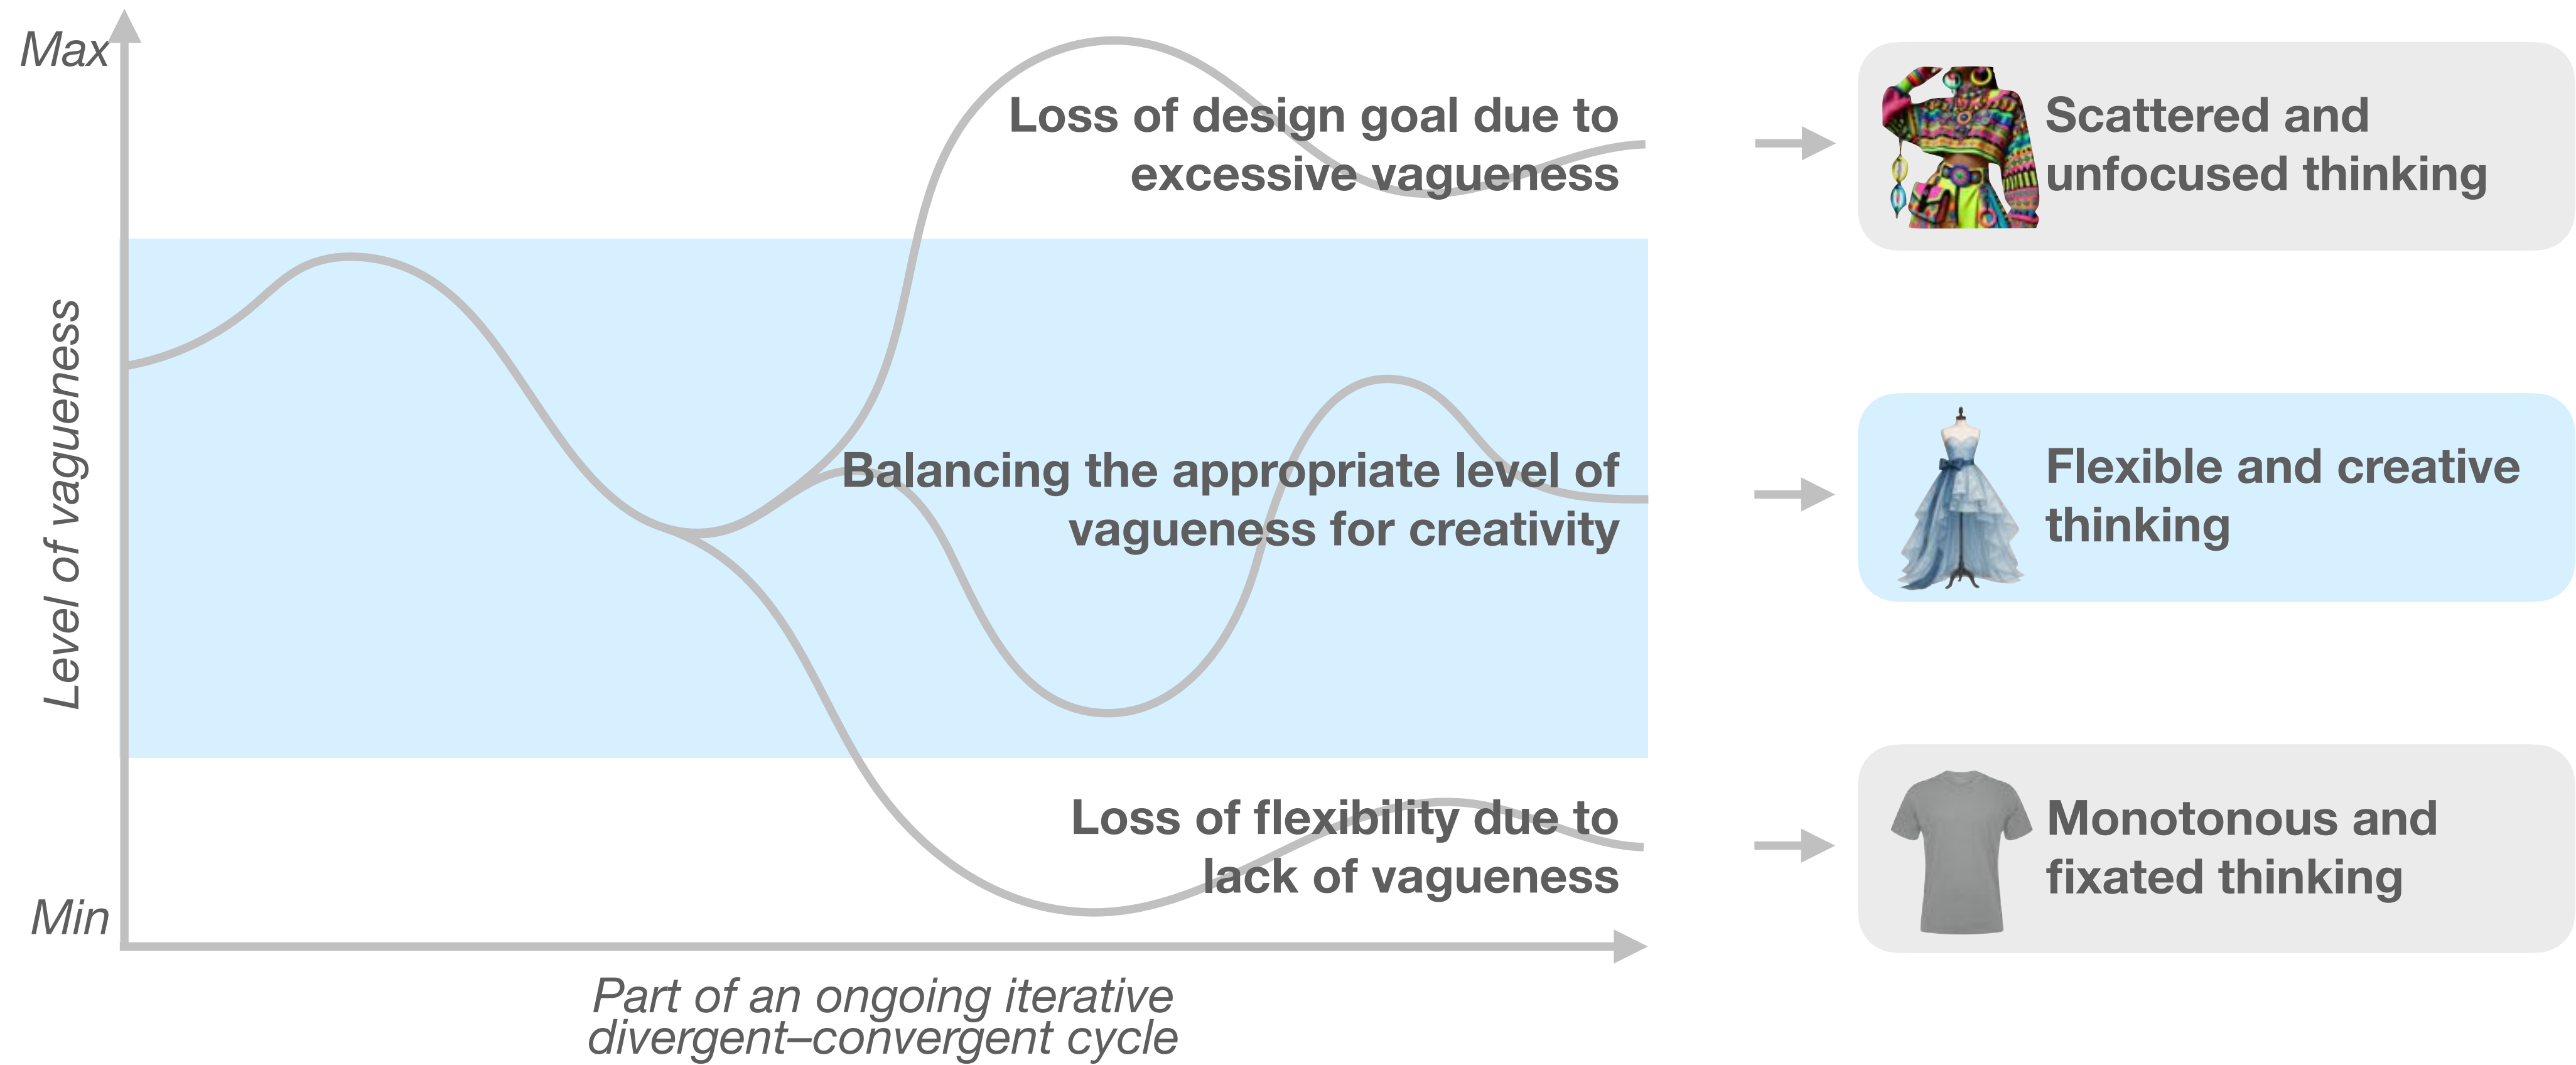 Max
Loss of design goal due to
excessive vagueness
Scattered and
unfocused thinking
Level of vagueness
Balancing the appropriate level of
vagueness for creativity
Flexible and creative
thinking
Loss of flexibility due to
lack of vagueness
Monotonous and
fixated thinking
Min
Part of an ongoing iterative
divergent–convergent cycle